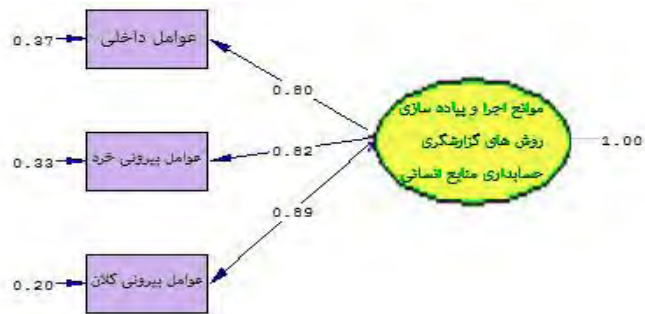 0.37
عوامل داخلی
0.80
موانع اجرا و پیاده سازی
روش های گزارشگری
حسابداری منابع انسانی
1.00
0.33
عوامل بیرونی خرد
0.82
0.89
0.20
عوامل بیرونی کلان